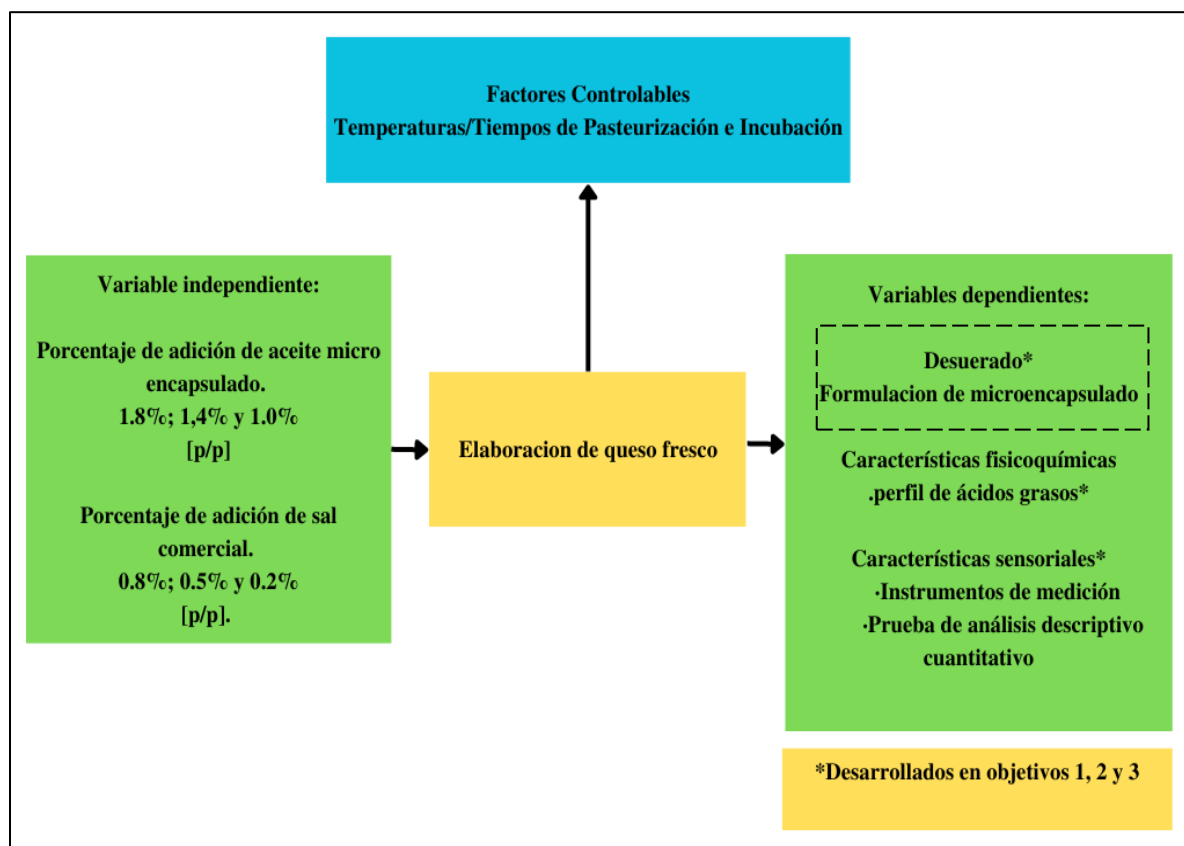 Factores Controlables
Temperaturas/Tiempos de Pasteurización e Incubación
Variable independiente:
Porcentaje de adición de aceite micro
encapsulado.
1.8%; 1,4% y 1.0%
[p/p]
Porcentaje de adición de sal
comercial.
0.8%; 0.5% y 0.2%
[p/p].
Elaboracion de queso fresco
Variables dependientes:
Desuerado*
Formulacion de microencapsulado
Características fisicoquímicas
.perfil de ácidos grasos*
Características sensoriales*
·Instrumentos de medición
·Prueba de análisis descriptivo
cuantitativo
*Desarrollados en objetivos 1, 2 y 3